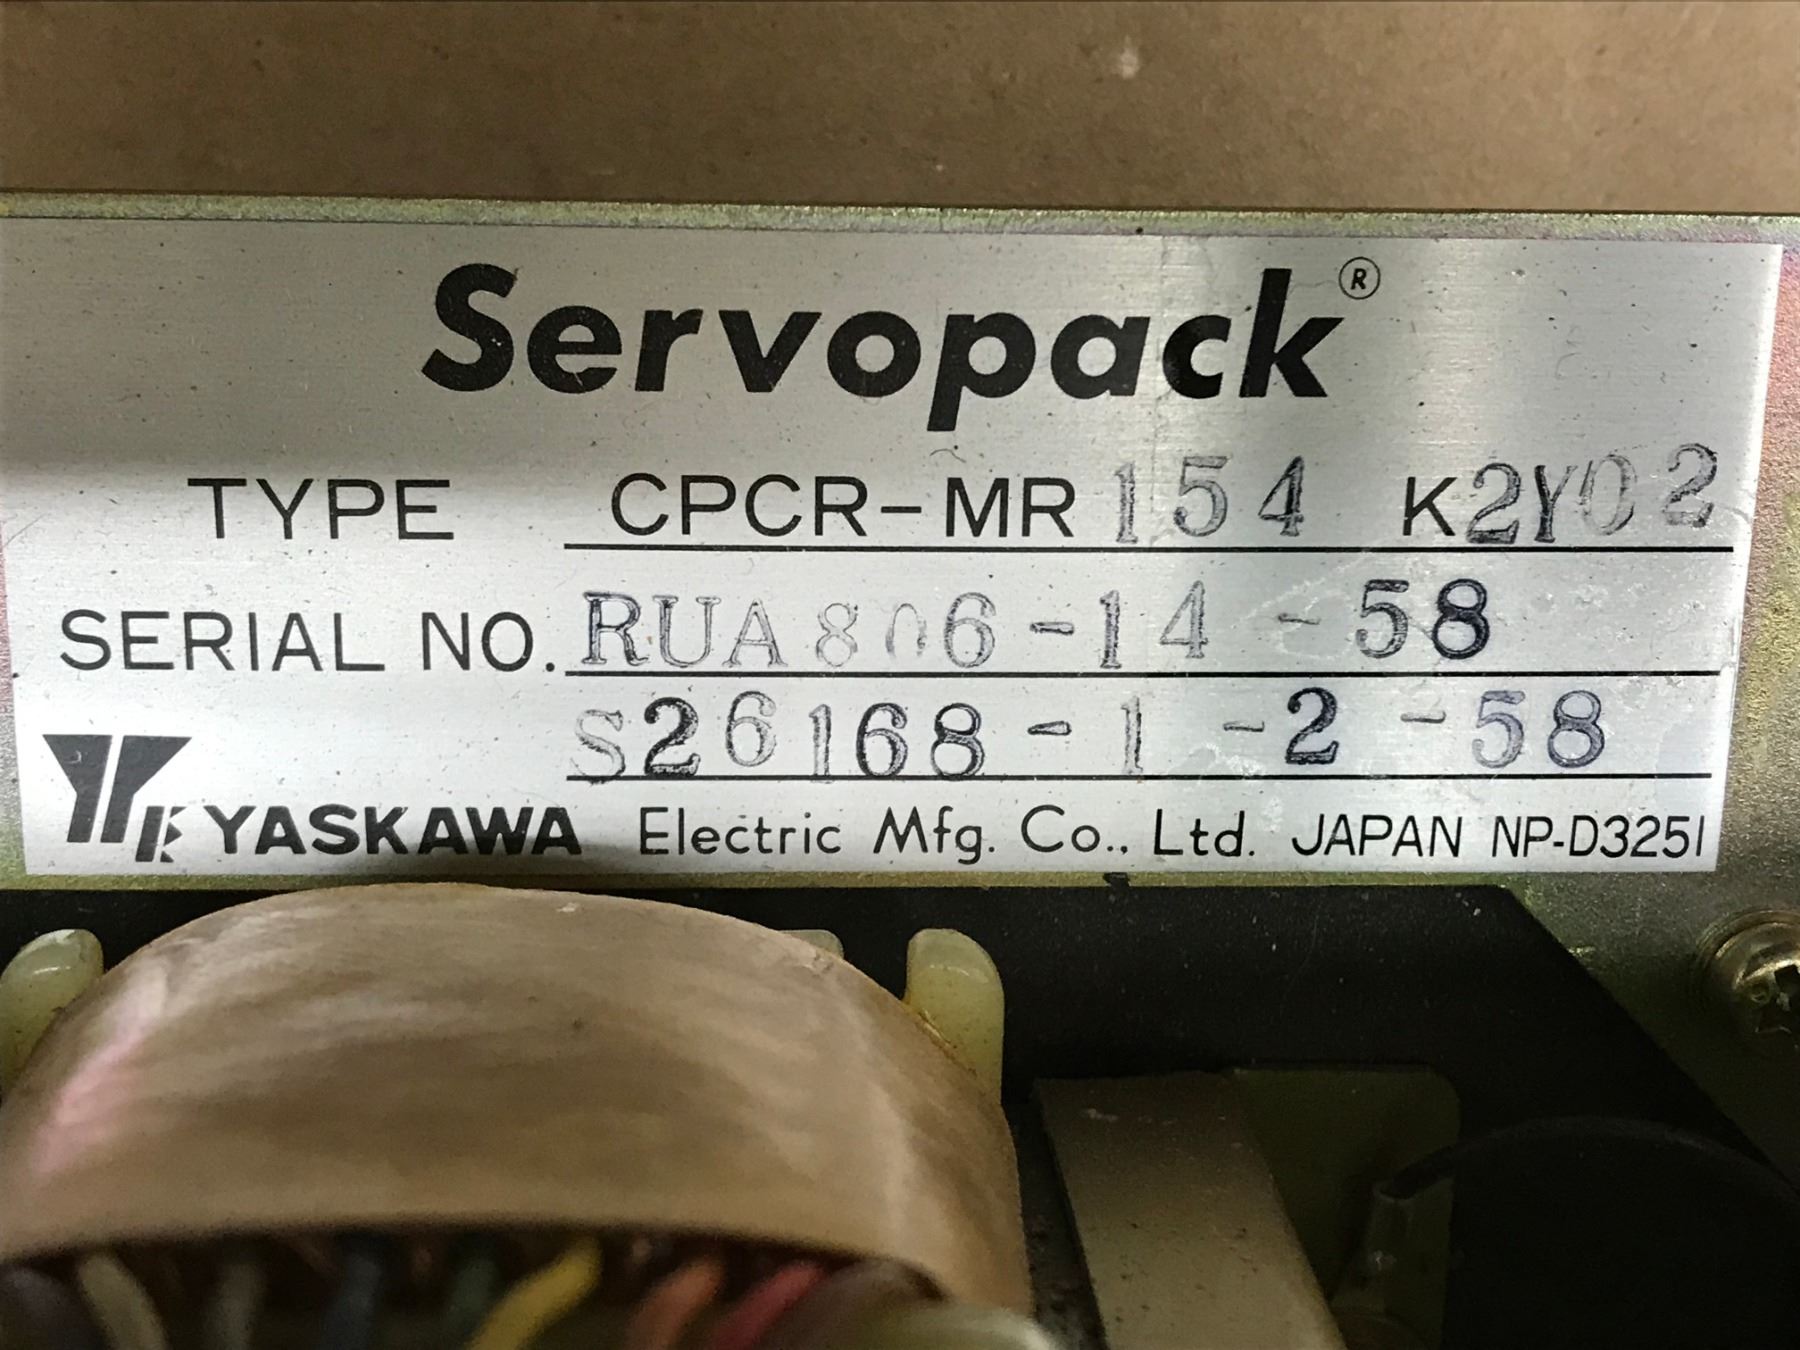 Servopack®
TYPE CPCR-MR 154 K2Y02
SERIAL NO. RUA806-14-58
S26168-1-2-58
YASKAWA Electric Mfg. Co., Ltd. JAPAN NP-D3251